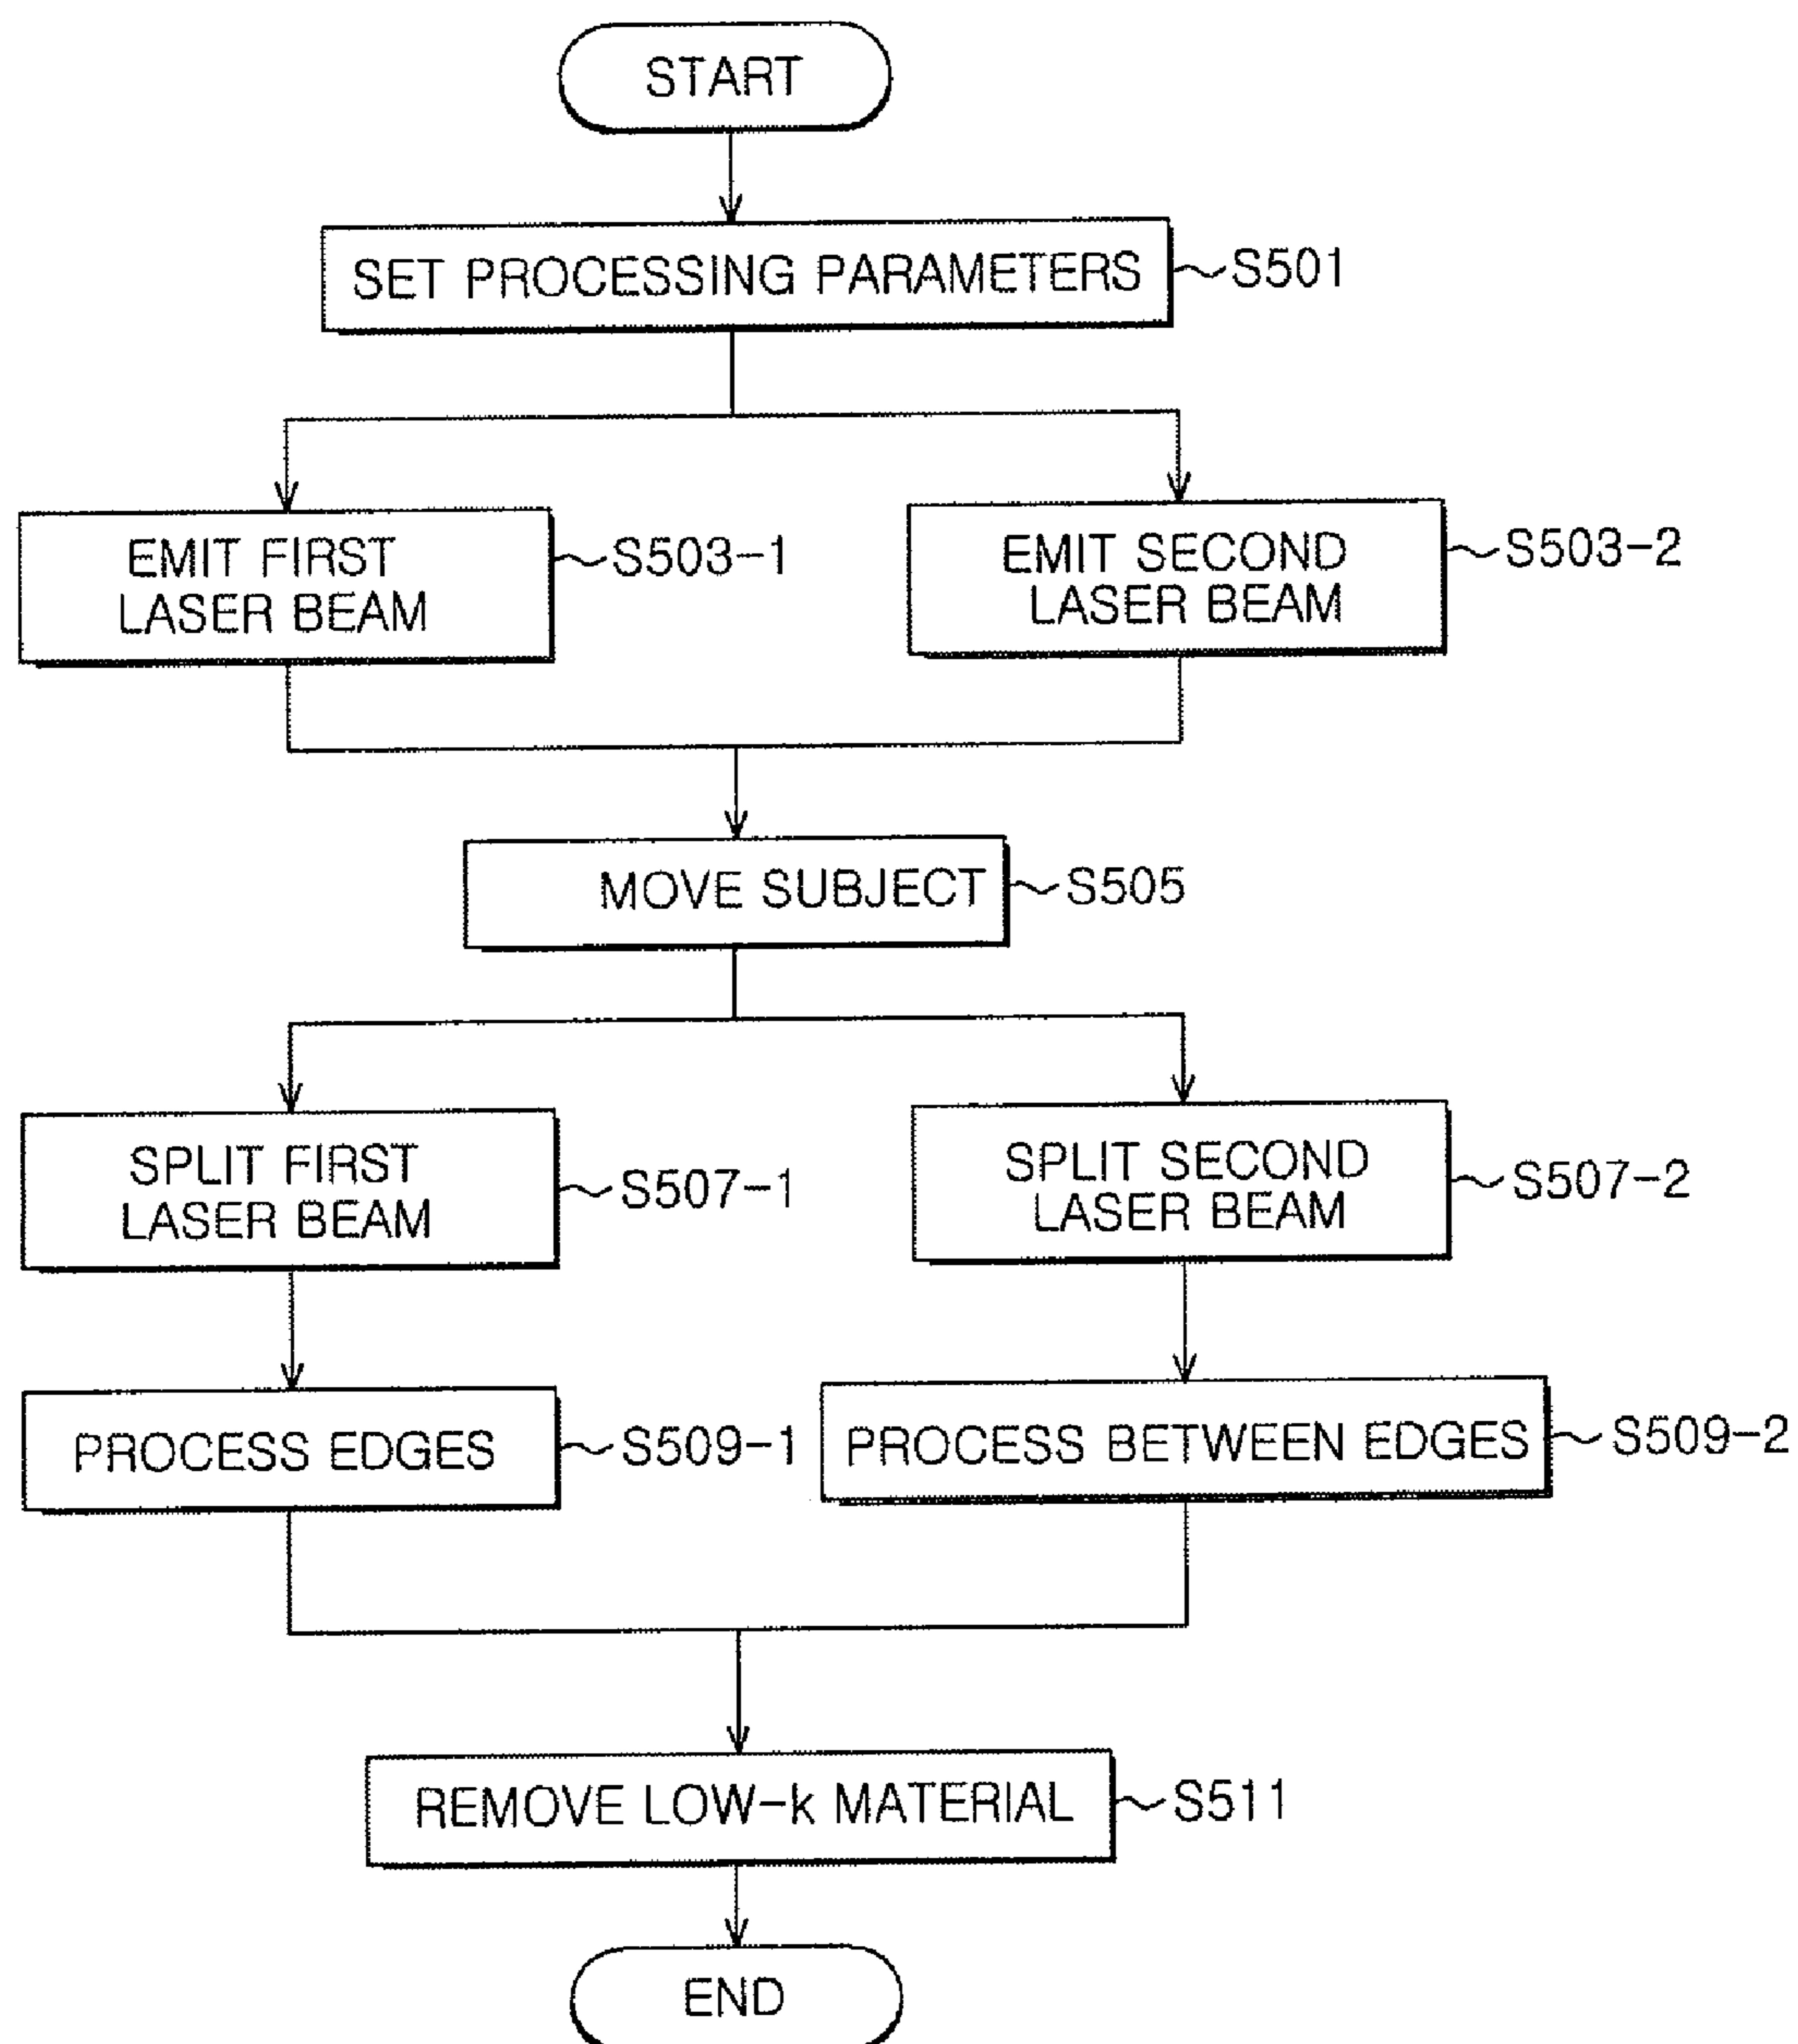 START
SET PROCESSING PARAMETERS
S501
EMIT FIRST
LASER BEAM
S503-1
EMIT SECOND
LASER BEAM
S503-2
MOVE SUBJECT
S505
SPLIT FIRST
LASER BEAM
S507-1
SPLIT SECOND
LASER BEAM
S507-2
PROCESS EDGES
S509-1
PROCESS BETWEEN EDGES
S509-2
REMOVE LOW-k MATERIAL
S511
END